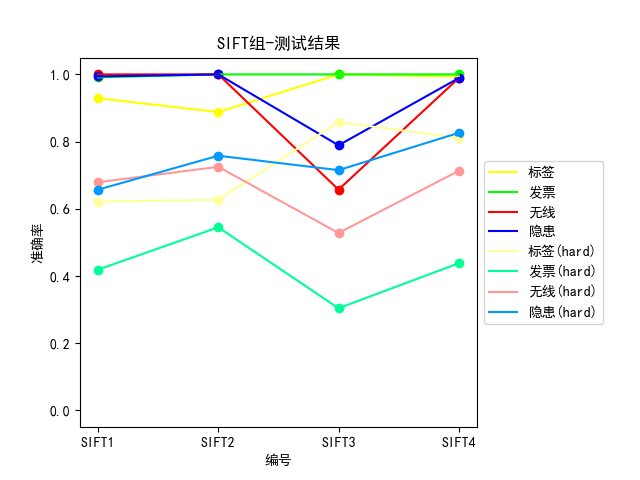 SIFT组-测试结果
1.0
0.8
0.6
0.4
0.2
0.0
准确率
SIFT1 SIFT2 SIFT3 SIFT4
编号
标签
发票
无线
隐患
标签(hard)
发票(hard)
无线(hard)
隐患(hard)